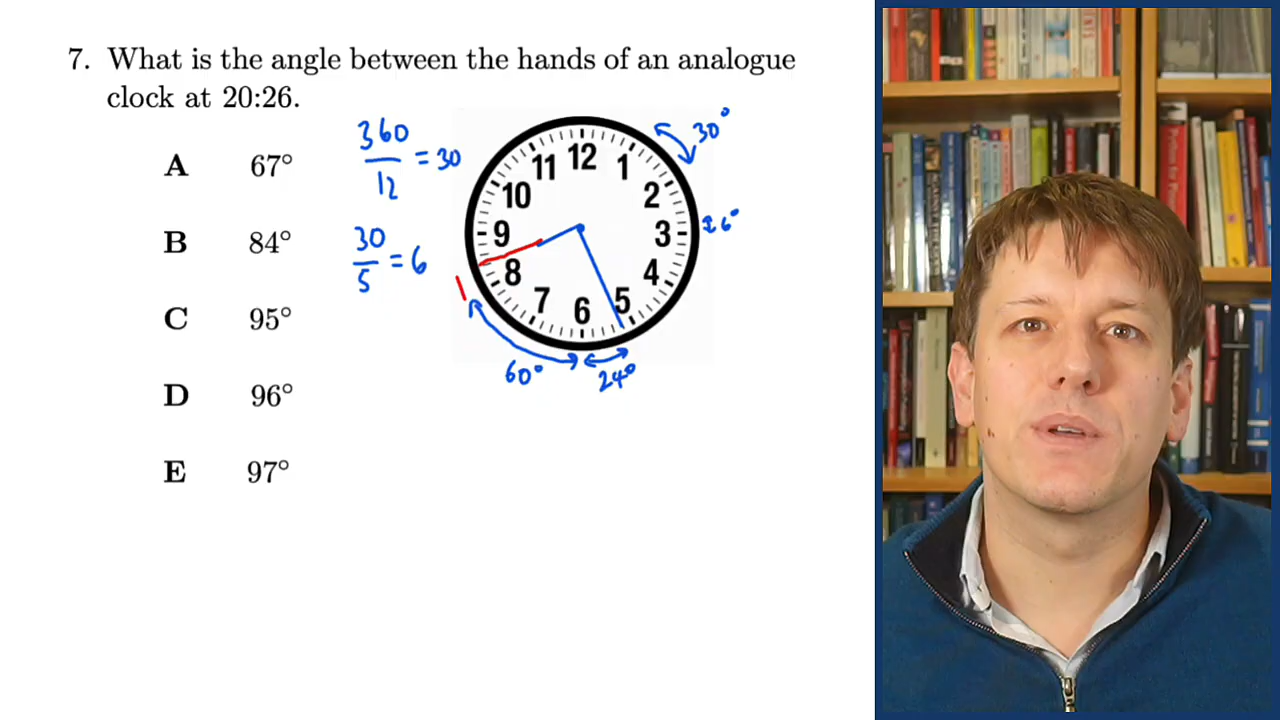 7. What is the angle between the hands of an analogue
clock at 20:26.
A 67°
B 84°
C 95°
D 96°
E 97°
360/12 = 30
30/5 = 6
12
1
2
3
4
5
6
7
8
9
10
11
30°
6°
24°
60°